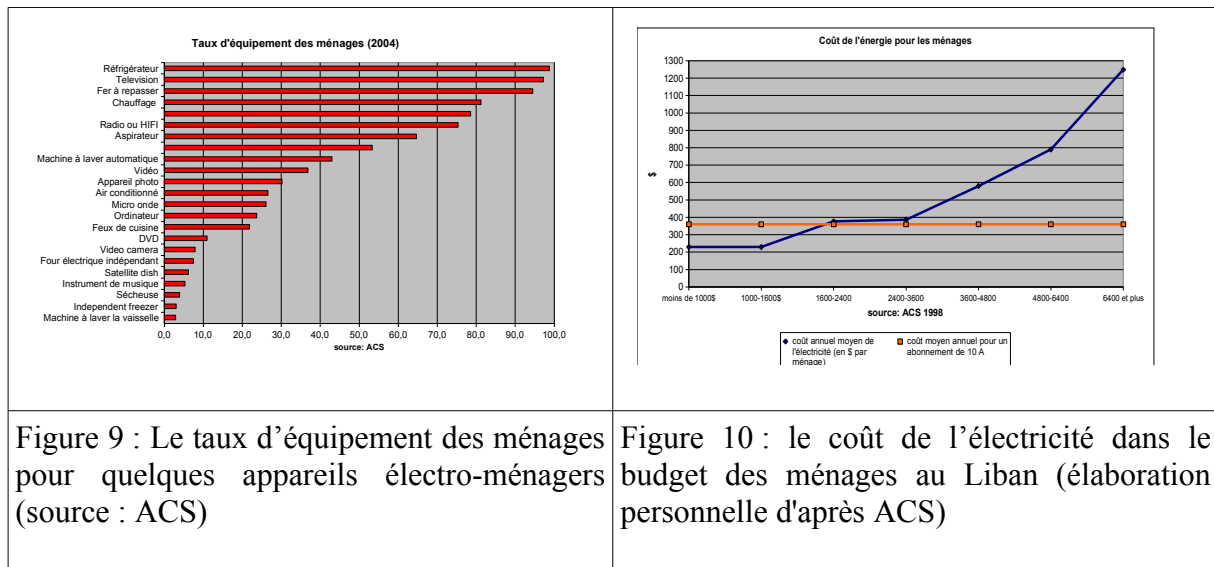 Taux d'équipement des ménages (2004)
Réfrigérateur
Television
Fer à repasser
Chauffage
Radio ou HIFI
Aspirateur
Machine à laver automatique
Vidéo
Appareil photo
Air conditionné
Micro onde
Ordinateur
Feux de cuisine
DVD
Video camera
Four électrique indépendant
Satellite dish
Instrument de musique
Sécheuse
Independent freezer
Machine à laver la vaisselle
0,0 10,0 20,0 30,0 40,0 50,0 60,0 70,0 80,0 90,0 100,0
source: ACS
Coût de l'énergie pour les ménages
1300
1200
1100
1000
900
800
700
600
500
400
300
200
100
0
$
moins de 1000$ 1000-1600$ 1600-2400 2400-3600 3600-4800 4800-6400 6400 et plus
source: ACS 1998
coût annuel moyen de
l'électricité (en $ par
ménage)
coût moyen annuel pour un
abonnement de 10 A
Figure 9 : Le taux d’équipement des ménages
pour quelques appareils électro-ménagers
(source : ACS)
Figure 10 : le coût de l’électricité dans le
budget des ménages au Liban (élaboration
personnelle d'après ACS)